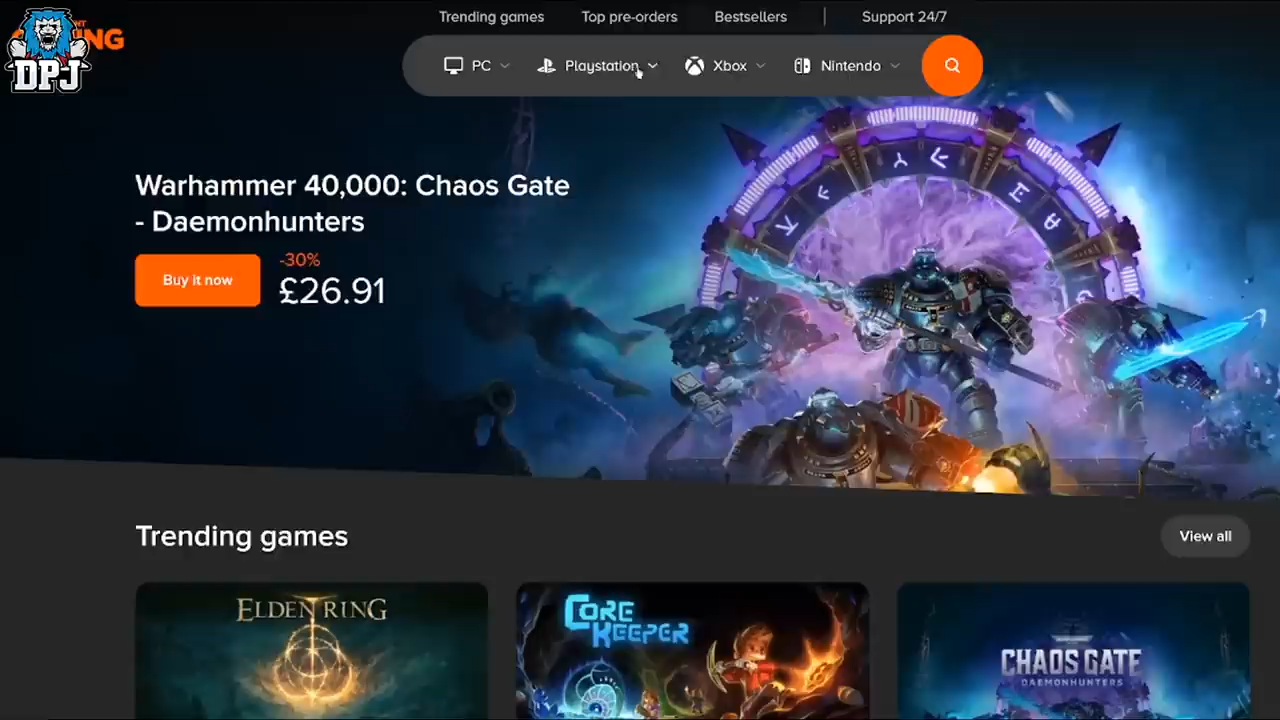 Trending games
Top pre-orders
Bestsellers
Support 24/7
NG
DPJ
PC
Playstation
Xbox
Nintendo
Warhammer 40,000: Chaos Gate
- Daemonhunters
Buy it now
-30%
£26.91
Trending games
View all
ELDEN RING
CORE
KEEPER
CHAOS GATE
DAEMONHUNTERS